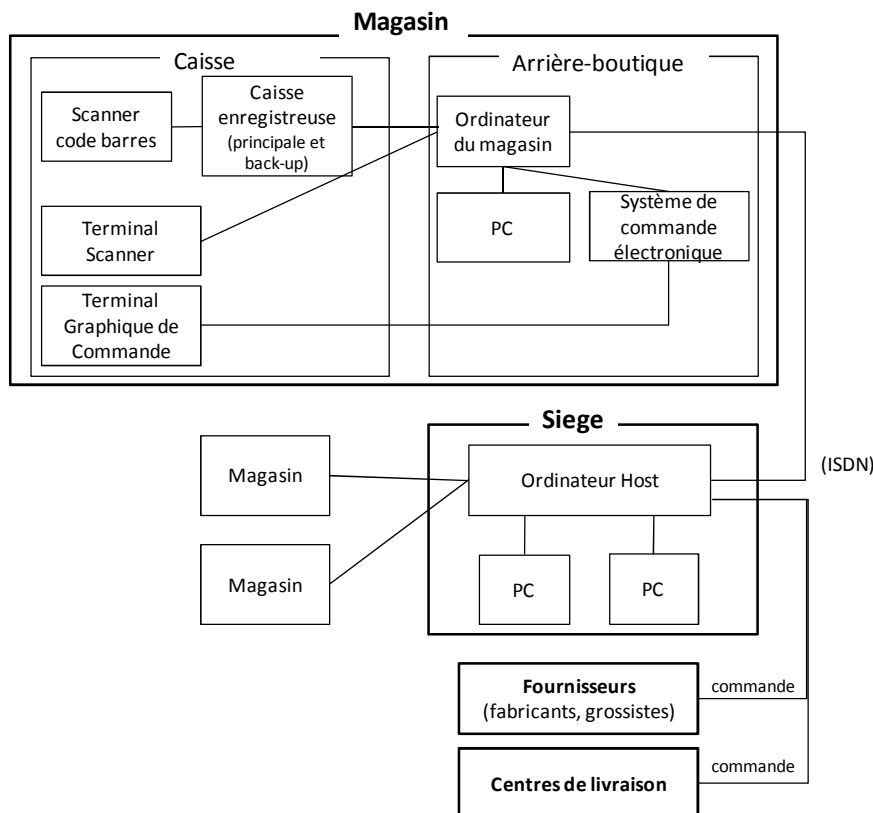 Magasin
Caisse
Arrière-boutique
Scanner
code barres
Caisse
enregistreuse
(principale et
back-up)
Ordinateur
du magasin
Terminal
Scanner
PC
Système de
commande
électronique
Terminal
Graphique de
Commande
Siege
Magasin
Ordinateur Host
(ISDN)
Magasin
PC
PC
Fournisseurs
(fabricants, grossistes)
commande
Centres de livraison
commande